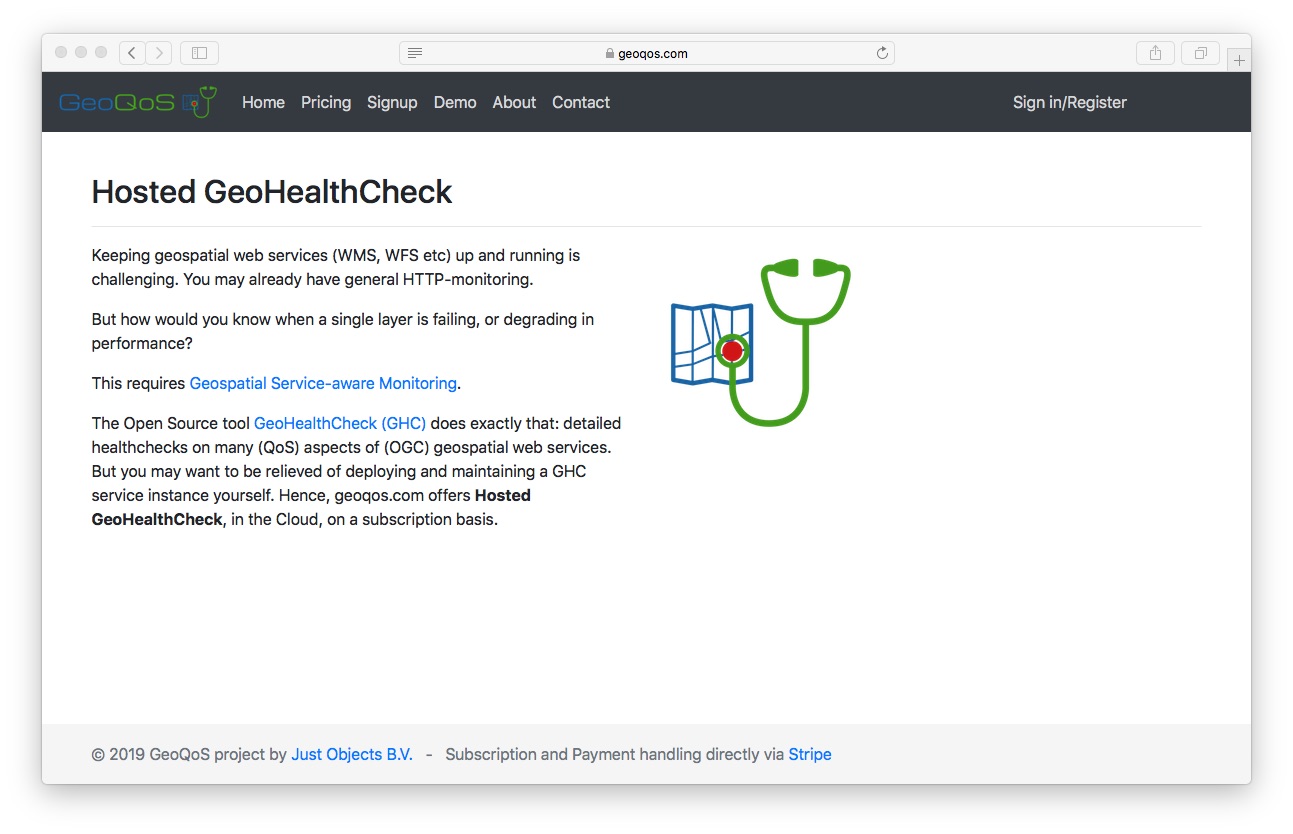 geoqos.com
GeoQoS
Home Pricing Signup Demo About Contact Sign in/Register
Hosted GeoHealthCheck
Keeping geospatial web services (WMS, WFS etc) up and running is
challenging. You may already have general HTTP-monitoring.
But how would you know when a single layer is failing, or degrading in
performance?
This requires Geospatial Service-aware Monitoring.
The Open Source tool GeoHealthCheck (GHC) does exactly that: detailed
healthchecks on many (QoS) aspects of (OGC) geospatial web services.
But you may want to be relieved of deploying and maintaining a GHC
service instance yourself. Hence, geoqos.com offers Hosted
GeoHealthCheck, in the Cloud, on a subscription basis.
© 2019 GeoQoS project by Just Objects B.V. - Subscription and Payment handling directly via Stripe